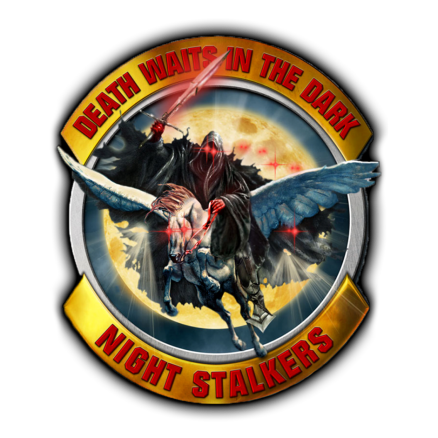 DEATH WAITS IN THE DARK
NIGHT STALKERS